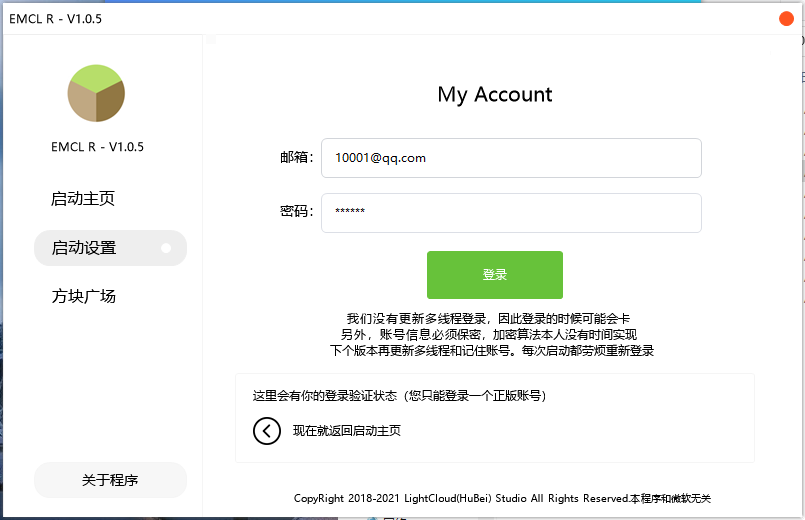 EMCL R - V1.0.5
EMCL R - V1.0.5
启动主页
启动设置
方块广场
关于程序
My Account
邮箱： 10001@qq.com
密码： ******
登录
我们没有更新多线程登录，因此登录的时候可能会卡
另外，账号信息必须保密，加密算法本人没有时间实现
下个版本再更新多线程和记住账号。每次启动都劳烦重新登录
这里会有你的登录验证状态（您只能登录一个正版账号）
现在就返回启动主页
CopyRight 2018-2021 LightCloud(HuBei) Studio All Rights Reserved.本程序和微软无关